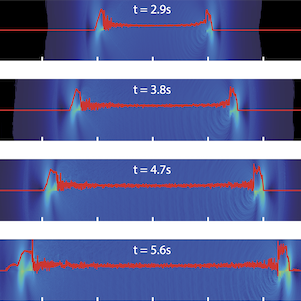 t = 2.9s
t = 3.8s
t = 4.7s
t = 5.6s